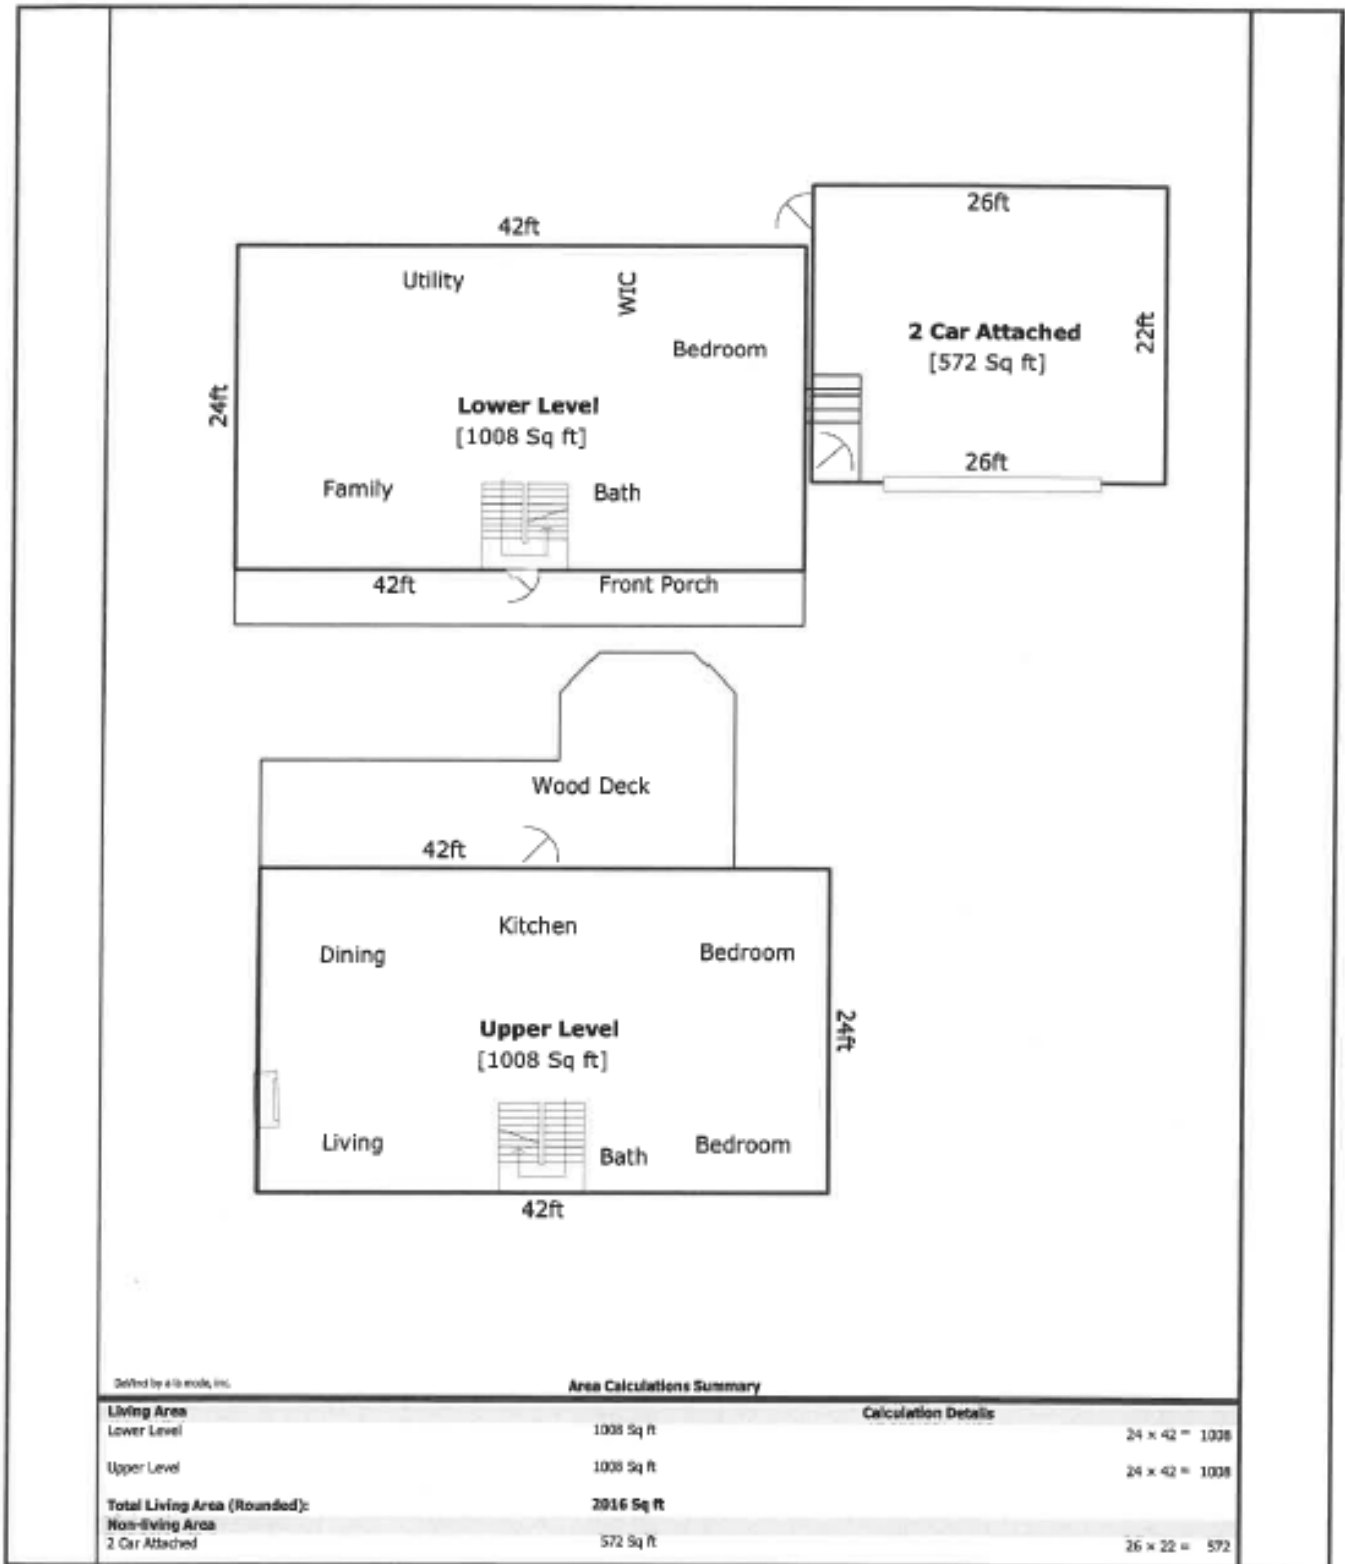 26ft
42ft
Utility
WIC
2 Car Attached
[572 Sq ft]
22ft
Bedroom
24ft
Lower Level
[1008 Sq ft]
26ft
Family
Bath
42ft
Front Porch
Wood Deck
42ft
Kitchen
Dining
Bedroom
Upper Level
[1008 Sq ft]
24ft
Living
Bath
Bedroom
42ft
by a la mode, inc.
Area Calculations Summary
Living Area
Calculation Details
Lower Level 1008 Sq ft 24 x 42 = 1008
Upper Level 1008 Sq ft 24 x 42 = 1008
Total Living Area (Rounded): 2016 Sq ft
Non-living Area
2 Car Attached 572 Sq ft 26 x 22 = 572